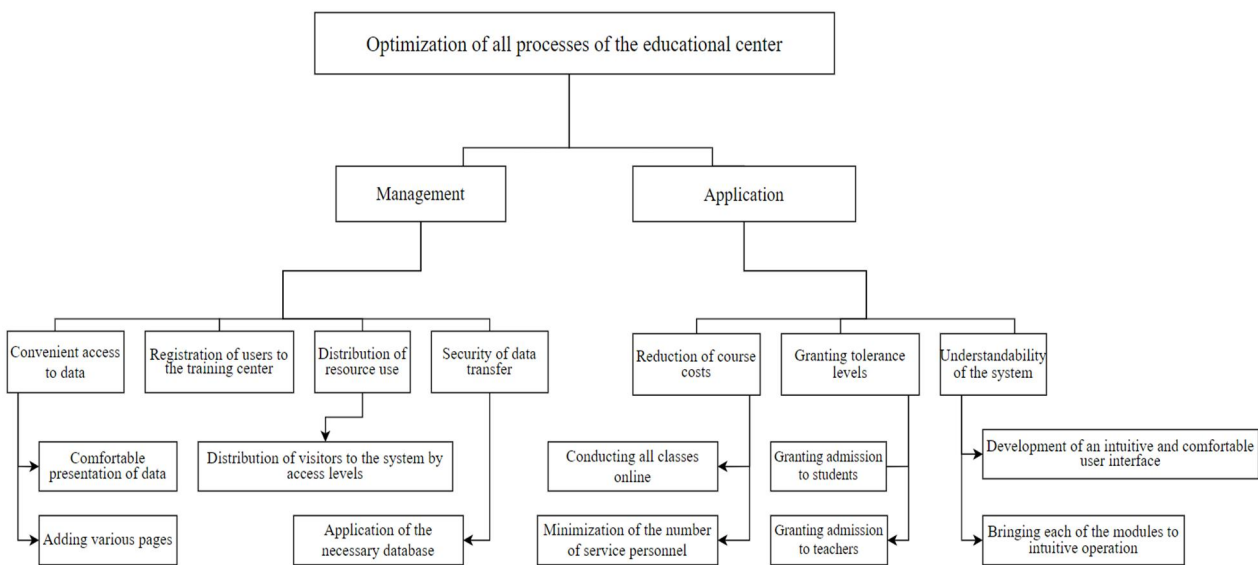 Optimization of all processes of the educational center
Management
Application
Convenient access
to data
Registration of users to
the training center
Distribution of
resource use
Security of data
transfer
Reduction of course
costs
Granting tolerance
levels
Understandability
of the system
Comfortable
presentation of data
Distribution of visitors to the system by
access levels
Conducting all classes
online
Granting admission
to students
Development of an intuitive and comfortable
user interface
Adding various pages
Application of the
necessary database
Minimization of the number
of service personnel
Granting admission
to teachers
Bringing each of the modules to
intuitive operation